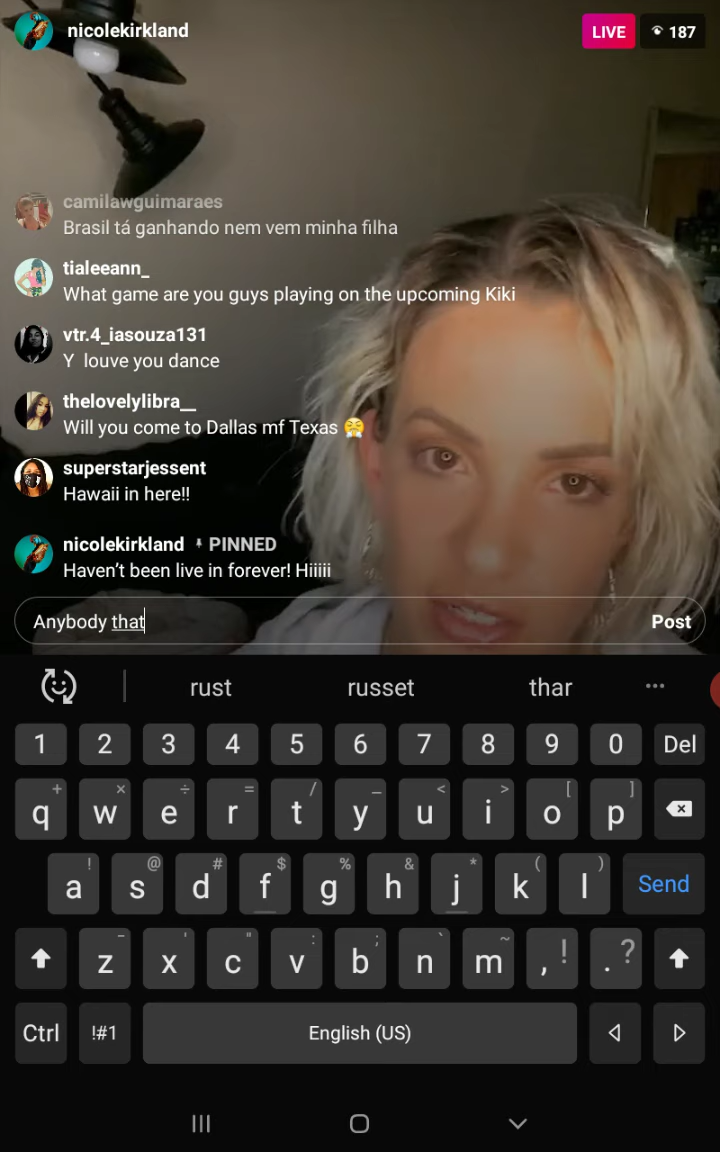 nicolekirkland
LIVE 187
camilawguimaraes
Brasil tá ganhando nem vem minha filha
tialeeann_
What game are you guys playing on the upcoming Kiki
vtr.4_iasouza131
Y louve you dance
thelovelylibra__
Will you come to Dallas mf Texas 😤
superstarjessent
Hawaii in here!!
nicolekirkland PINNED
Haven't been live in forever! Hiiiii
Anybody that Post
rust russet thar ...
1 2 3 4 5 6 7 8 9 0 Del
+ × ÷ = / _ < > [ ]
q w e r t y u i o p
! @ # $ % & * ( )
a s d f g h j k l Send
- ' " : ; ` ~ ! ?
z x c v b n m , .
Ctrl !#1 English (US)